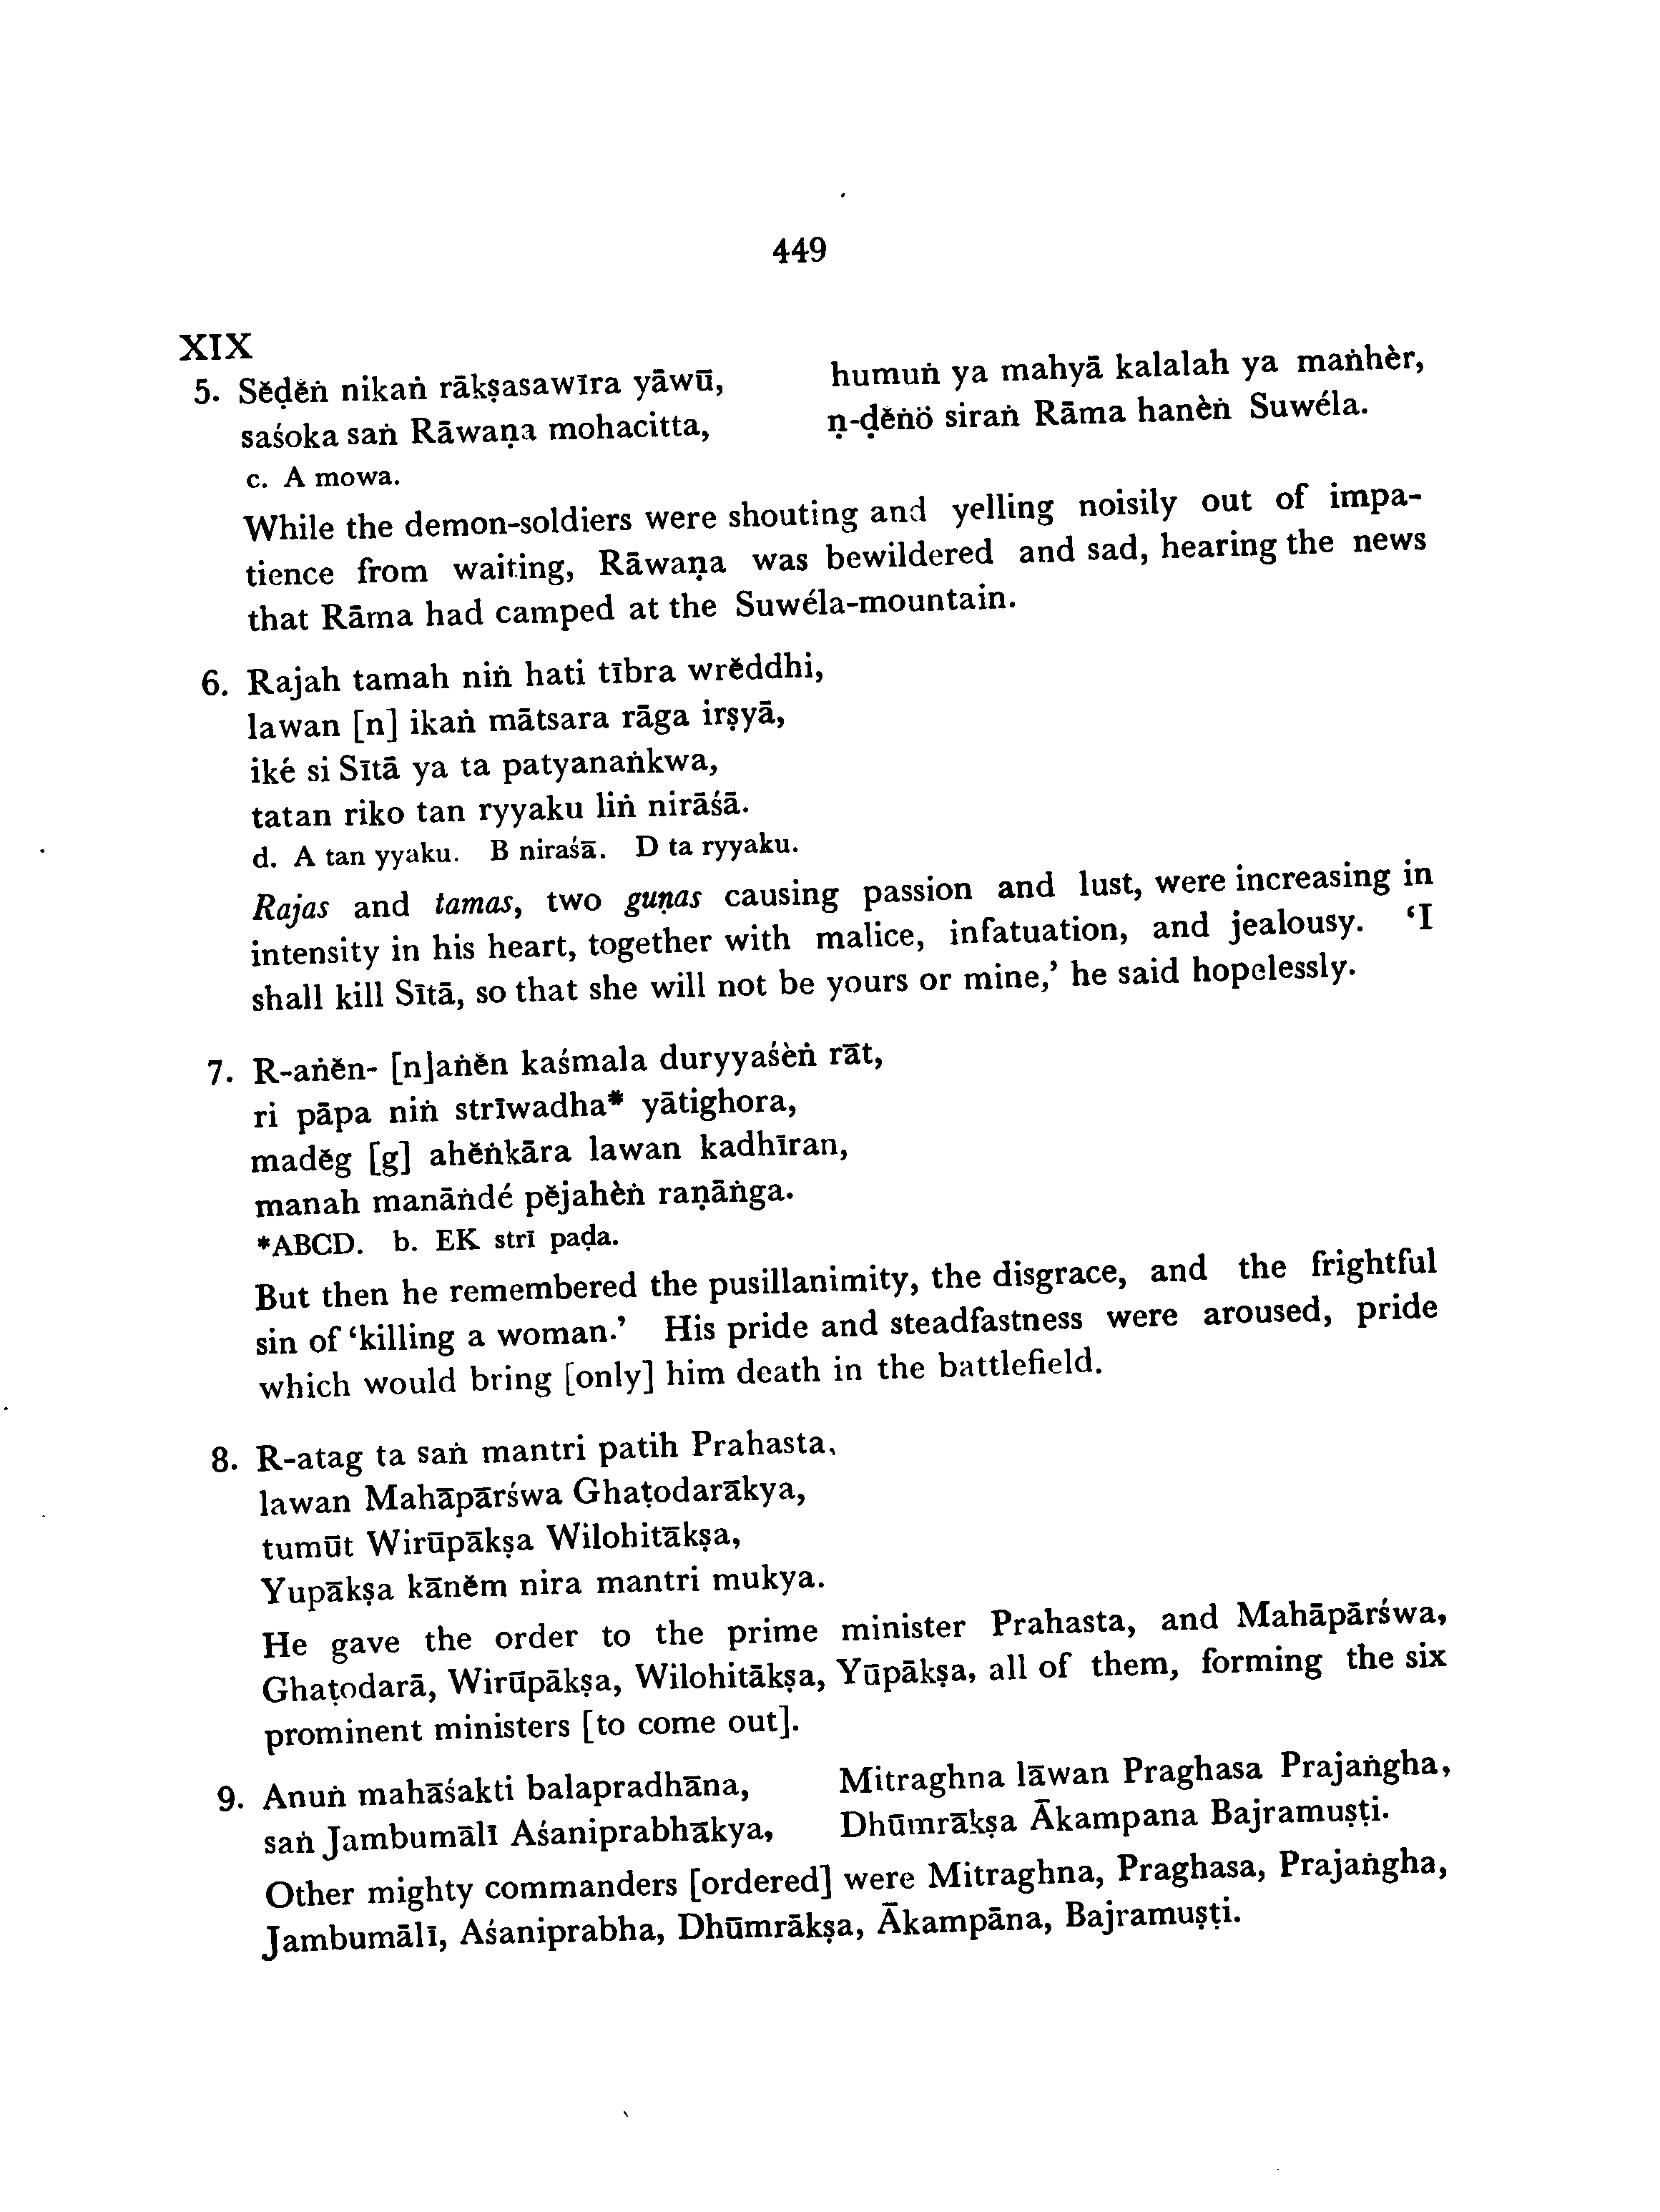 449
XIX
5. Sĕḍĕṅ nikaṅ rākṣasawīra yāwū, humuṅ ya mahyā kalalah ya maṅhèr,
saśoka saṅ Rāwaṇa mohacitta, ṇ-ḍĕṅö siraṅ Rāma hanèṅ Suwéla.
c. A mowa.
While the demon-soldiers were shouting and yelling noisily out of impa-
tience from waiting, Rāwaṇa was bewildered and sad, hearing the news
that Rāma had camped at the Suwéla-mountain.
6. Rajah tamah niṅ hati tībra wrĕddhi,
lawan [n] ikaṅ mātsara rāga irṣyā,
iké si Sītā ya ta patyanaṅkwa,
tatan riko tan ryyaku liṅ nirāśā.
d. A tan yyaku. B niraśā. D ta ryyaku.
Rajas and tamas, two guṇas causing passion and lust, were increasing in
intensity in his heart, together with malice, infatuation, and jealousy. ‘I
shall kill Sītā, so that she will not be yours or mine,’ he said hopelessly.
7. R-aṅĕn- [n]aṅĕn kaśmala duryyaśèṅ rāt,
ri pāpa niṅ strīwadha* yātighora,
madĕg [g] ahĕṅkāra lawan kadhīran,
manah manāṅdé pĕjahèṅ raṇāṅga.
*ABCD. b. EK strī paḍa.
But then he remembered the pusillanimity, the disgrace, and the frightful
sin of ‘killing a woman.’ His pride and steadfastness were aroused, pride
which would bring [only] him death in the battlefield.
8. R-atag ta saṅ mantri patih Prahasta,
lawan Mahāpārśwa Ghaṭodarākya,
tumūt Wirūpākṣa Wilohitākṣa,
Yupākṣa kānĕm nira mantri mukya.
He gave the order to the prime minister Prahasta, and Mahāpārśwa,
Ghaṭodarā, Wirūpākṣa, Wilohitākṣa, Yūpākṣa, all of them, forming the six
prominent ministers [to come out].
9. Anuṅ mahāśakti balapradhāna, Mitraghna lāwan Praghasa Prajaṅgha,
saṅ Jambumālī Aśaniprabhākya, Dhūmrākṣa Ākampana Bajramuṣṭi.
Other mighty commanders [ordered] were Mitraghna, Praghasa, Prajaṅgha,
Jambumālī, Aśaniprabha, Dhūmrākṣa, Ākampāna, Bajramuṣṭi.